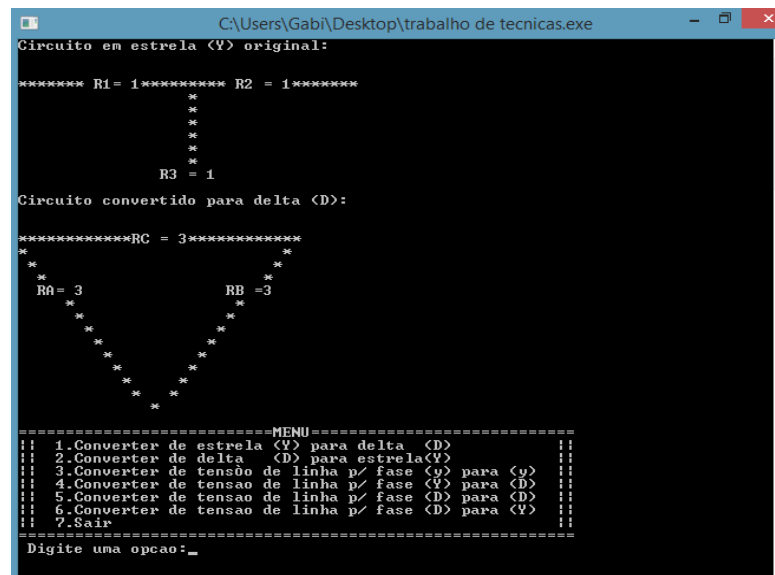 C:\Users\Gabi\Desktop\trabalho de tecnicas.exe
Circuito em estrela (Y) original:
******* R1= 1********* R2 = 1*******
*
*
*
*
*
*
R3 = 1
Circuito convertido para delta (D):
************RC = 3************
* *
* *
* *
RA= 3 RB =3
* *
* *
* *
* *
* *
* *
* *
* *
*
===========================MENU============================
|| 1.Converter de estrela (Y) para delta (D) ||
|| 2.Converter de delta (D) para estrela(Y)
|| 3.Converter de tensòo de linha p/ fase (y) para (y) ||
|| 4.Converter de tensao de linha p/ fase (Y) para (D) ||
|| 5.Converter de tensao de linha p/ fase (D) para (D) ||
|| 6.Converter de tensao de linha p/ fase (D) para (Y) ||
|| 7.Sair ||
===========================================================
Digite uma opcao:_